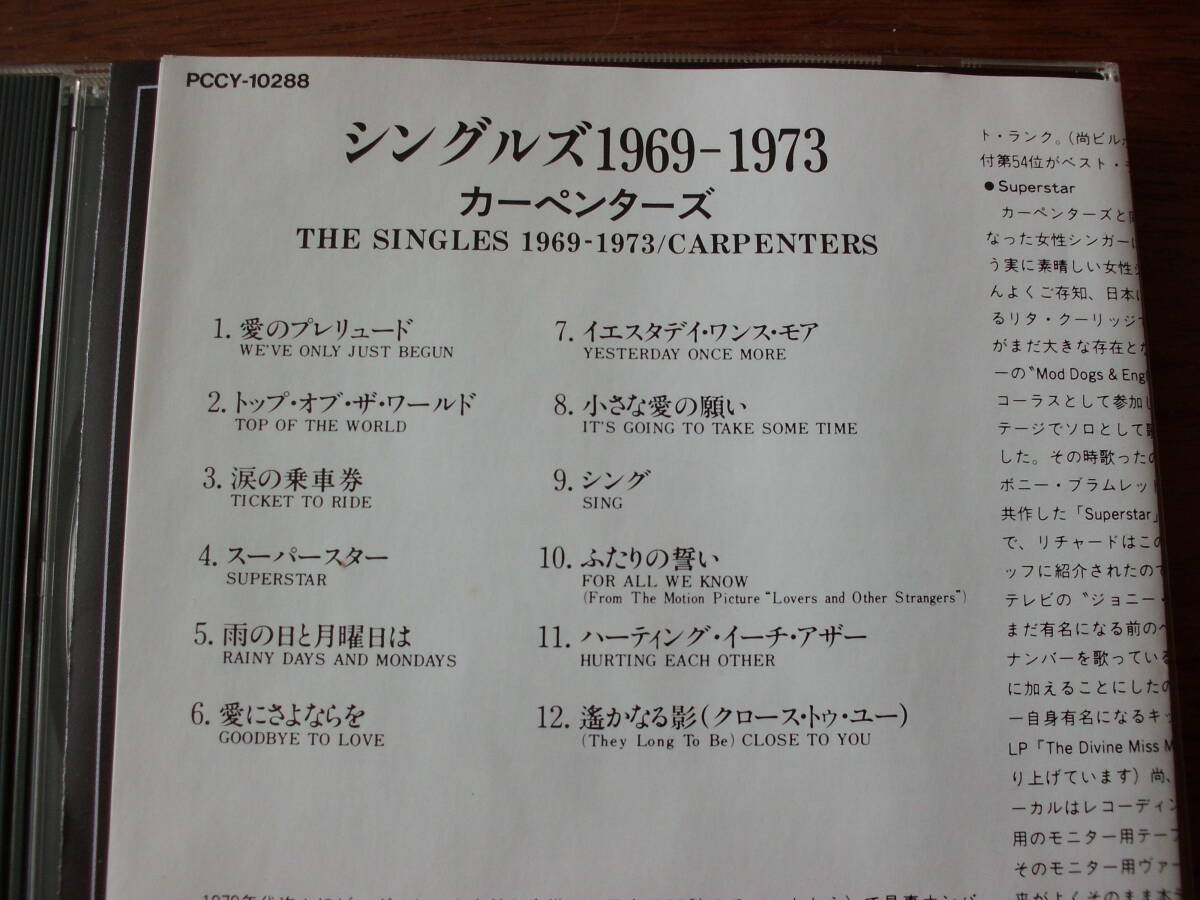 PCCY-10288
シングルズ1969-1973
カーペンターズ
THE SINGLES 1969-1973/CARPENTERS
1. 愛のプレリュード
WE'VE ONLY JUST BEGUN
2. トップ・オブ・ザ・ワールド
TOP OF THE WORLD
3. 涙の乗車券
TICKET TO RIDE
4. スーパースター
SUPERSTAR
5. 雨の日と月曜日は
RAINY DAYS AND MONDAYS
6. 愛にさよならを
GOODBYE TO LOVE
7. イエスタデイ・ワンス・モア
YESTERDAY ONCE MORE
8. 小さな愛の願い
IT'S GOING TO TAKE SOME TIME
9. シング
SING
10. ふたりの誓い
FOR ALL WE KNOW
(From The Motion Picture "Lovers and Other Strangers")
11. ハーティング・イーチ・アザー
HURTING EACH OTHER
12. 遙かなる影(クロース・トゥ・ユー)
(They Long To Be) CLOSE TO YOU
ト・ランク。(尚ビル
付第54位がベスト・
●Superstar
カーペンターズと
なった女性シンガー
う実に素晴しい女性
んよくご存知、日本
るリタ・クーリッジ
がまだ大きな存在と
ーの〝Mod Dogs & Eng
コーラスとして参加
テージでソロとして
した。その時歌った
ボニー・ブラムレッ
共作した「Superstar」
で、リチャードはこの
ッフに紹介されたので
テレビの〝ジョニー・
まだ有名になる前の
ナンバーを歌っている
に加えることにした
ー自身有名になるキッ
LP『The Divine Miss M
り上げています)尚、
ーカルはレコーディン
用のモニター用テープ
そのモニター用ヴァー